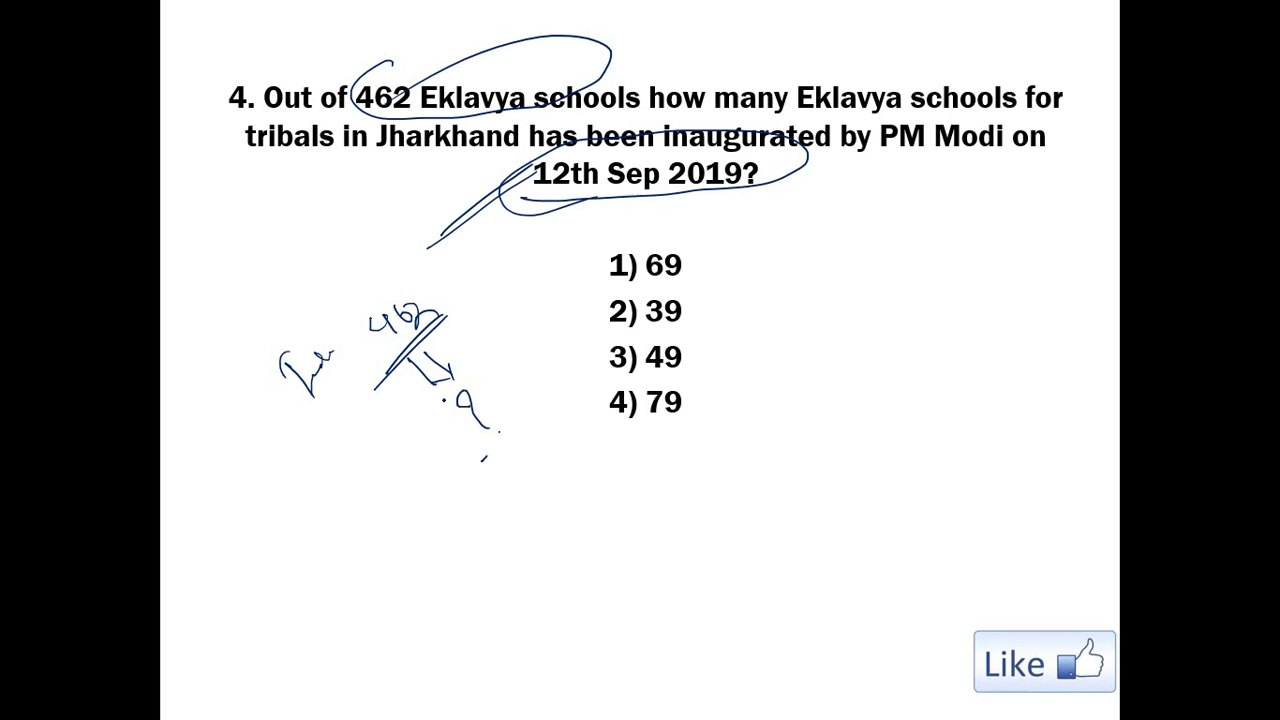 4. Out of 462 Eklavya schools how many Eklavya schools for
tribals in Jharkhand has been inaugurated by PM Modi on
12th Sep 2019?
1) 69
2) 39
3) 49
4) 79
462
Like